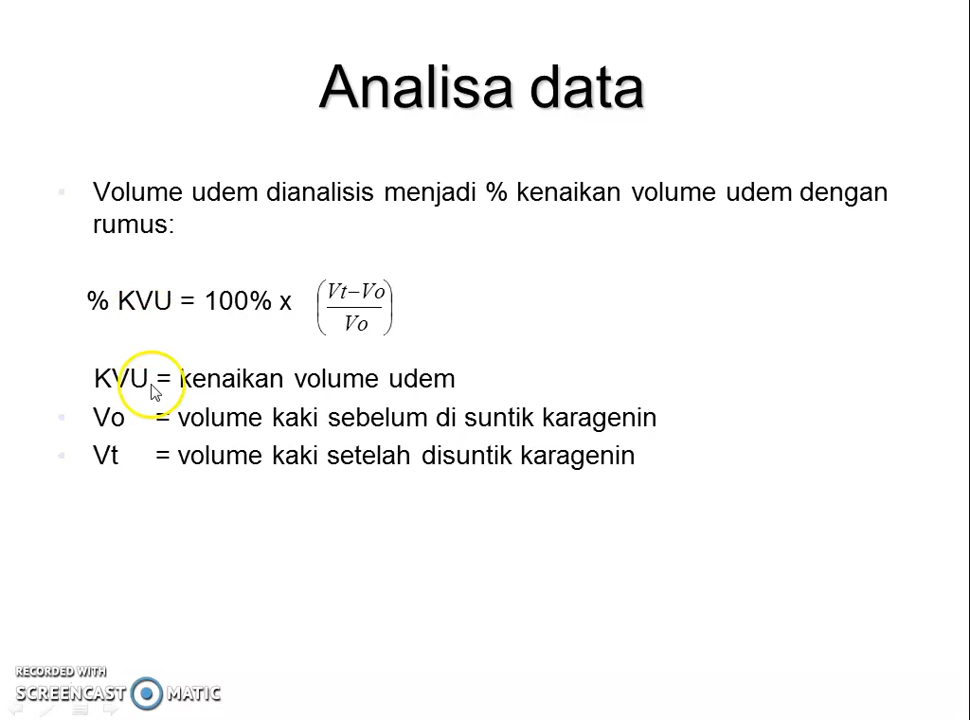 Analisa data
Volume udem dianalisis menjadi % kenaikan volume udem dengan
rumus:
% KVU = 100% x (Vt−Vo / Vo)
KVU = kenaikan volume udem
Vo = volume kaki sebelum di suntik karagenin
Vt = volume kaki setelah disuntik karagenin
RECORDED WITH
SCREENCAST MATIC